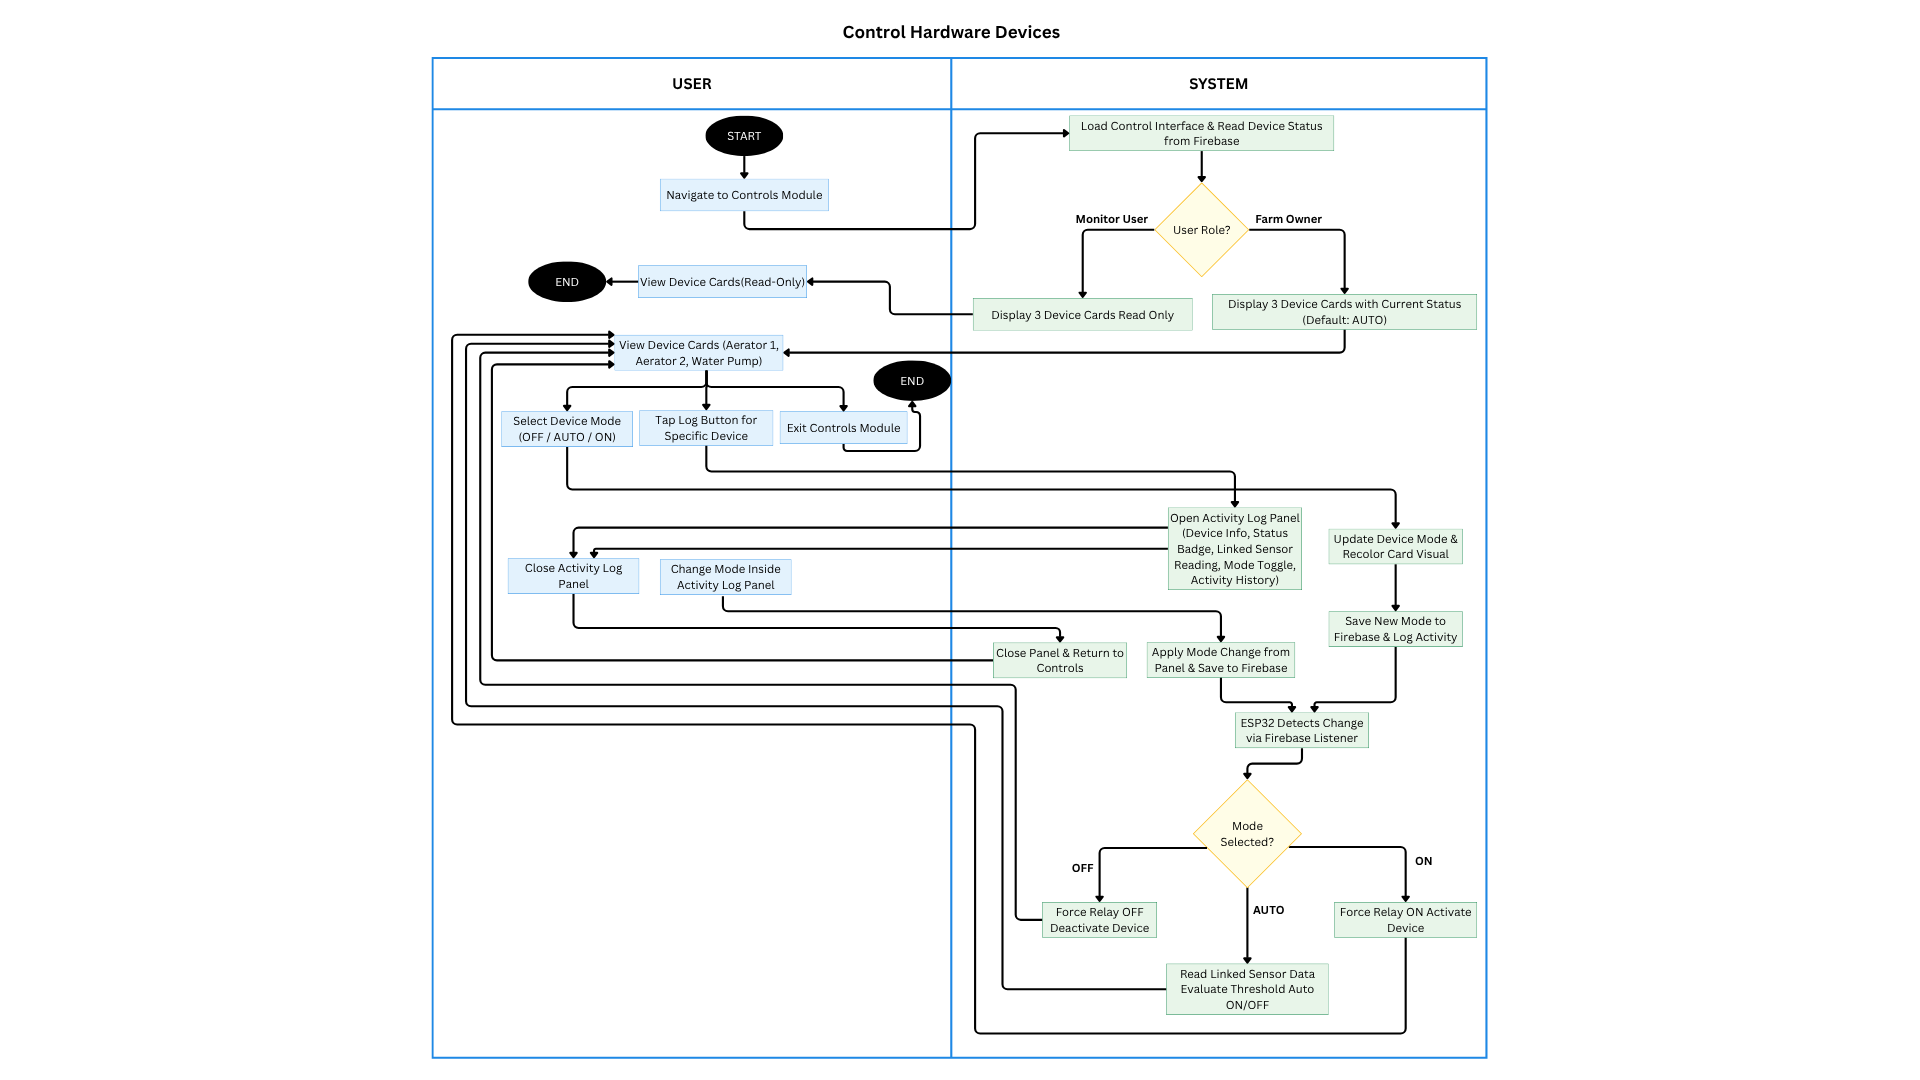 Control Hardware Devices
USER
SYSTEM
START
Load Control Interface & Read Device Status
from Firebase
Navigate to Controls Module
Monitor User
Farm Owner
User Role?
END
View Device Cards(Read-Only)
Display 3 Device Cards Read Only
Display 3 Device Cards with Current Status
(Default: AUTO)
View Device Cards (Aerator 1,
Aerator 2, Water Pump)
END
Select Device Mode
(OFF / AUTO / ON)
Tap Log Button for
Specific Device
Exit Controls Module
Open Activity Log Panel
(Device Info, Status
Badge, Linked Sensor
Reading, Mode Toggle,
Activity History)
Update Device Mode &
Recolor Card Visual
Close Activity Log
Panel
Change Mode Inside
Activity Log Panel
Save New Mode to
Firebase & Log Activity
Close Panel & Return to
Controls
Apply Mode Change from
Panel & Save to Firebase
ESP32 Detects Change
via Firebase Listener
Mode
Selected?
OFF
ON
AUTO
Force Relay OFF
Deactivate Device
Force Relay ON Activate
Device
Read Linked Sensor Data
Evaluate Threshold Auto
ON/OFF